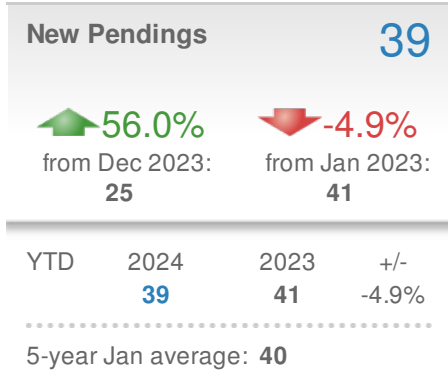 New Pendings 39
56.0% -4.9%
from Dec 2023: from Jan 2023:
25 41
YTD 2024 2023 +/-
39 41 -4.9%
5-year Jan average: 40